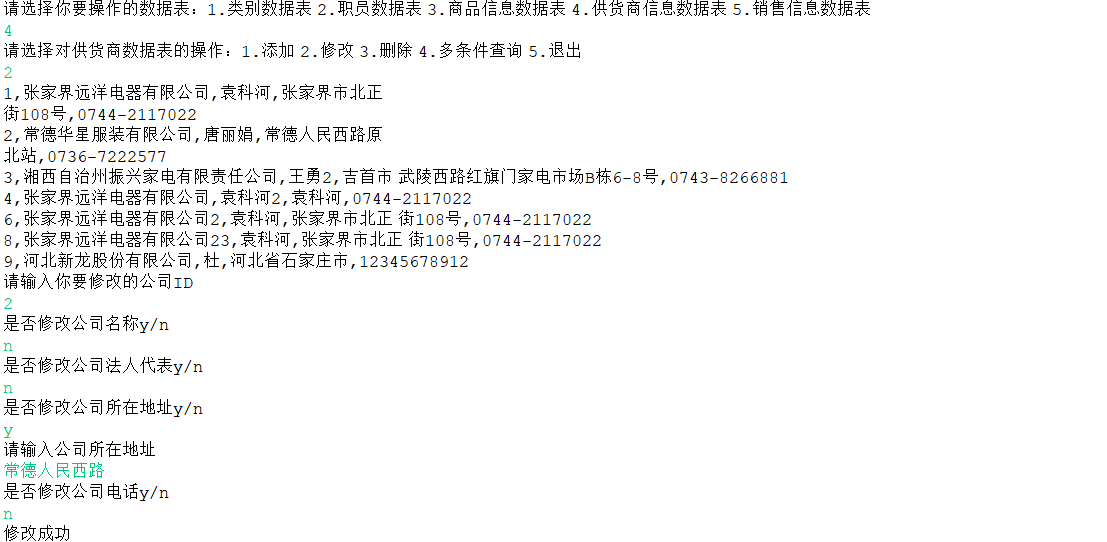 请选择你要操作的数据表：1.类别数据表 2.职员数据表 3.商品信息数据表 4.供货商信息数据表 5.销售信息数据表
4
请选择对供货商数据表的操作：1.添加 2.修改 3.删除 4.多条件查询 5.退出
2
1,张家界远洋电器有限公司,袁科河,张家界市北正
街108号,0744-2117022
2,常德华星服装有限公司,唐丽娟,常德人民西路原
北站,0736-7222577
3,湘西自治州振兴家电有限责任公司,王勇2,吉首市 武陵西路红旗门家电市场B栋6-8号,0743-8266881
4,张家界远洋电器有限公司,袁科河2,袁科河,0744-2117022
6,张家界远洋电器有限公司2,袁科河,张家界市北正 街108号,0744-2117022
8,张家界远洋电器有限公司23,袁科河,张家界市北正 街108号,0744-2117022
9,河北新龙股份有限公司,杜,河北省石家庄市,12345678912
请输入你要修改的公司ID
2
是否修改公司名称y/n
n
是否修改公司法人代表y/n
n
是否修改公司所在地址y/n
y
请输入公司所在地址
常德人民西路
是否修改公司电话y/n
n
修改成功